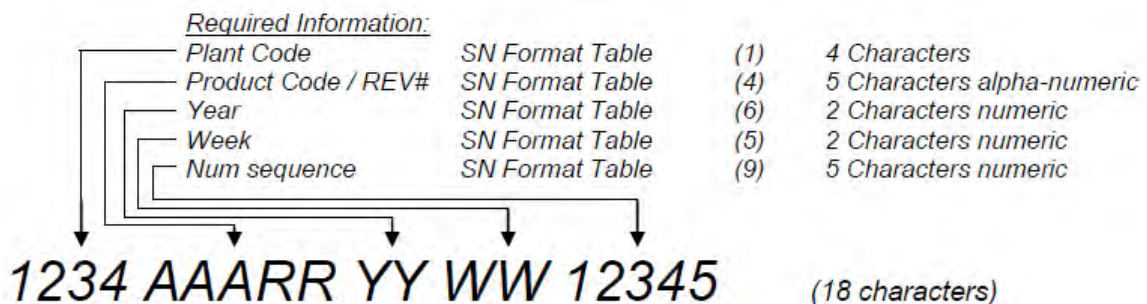 Required Information:
Plant Code SN Format Table (1) 4 Characters
Product Code / REV# SN Format Table (4) 5 Characters alpha-numeric
Year SN Format Table (6) 2 Characters numeric
Week SN Format Table (5) 2 Characters numeric
Num sequence SN Format Table (9) 5 Characters numeric
1234 AAARR YY WW 12345 (18 characters)